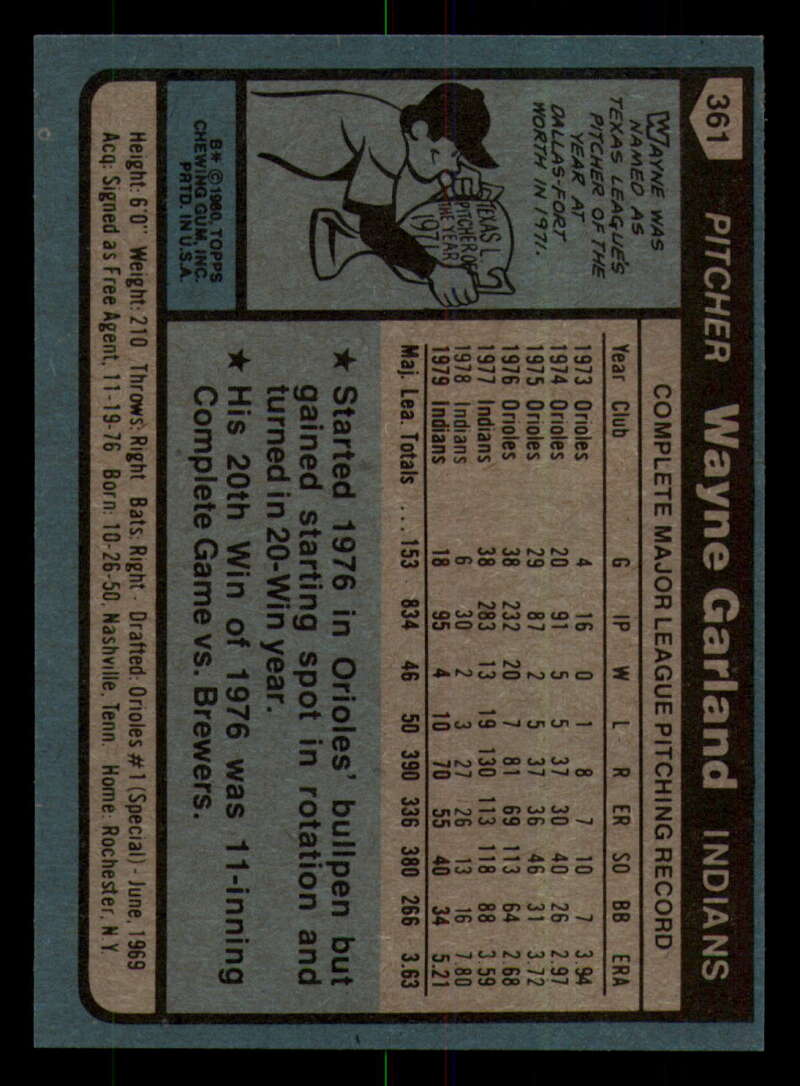 361 PITCHER Wayne Garland INDIANS
WAYNE WAS
NAMED AS
TEXAS LEAGUE'S
PITCHER OF THE
YEAR AT
DALLAS-FORT
WORTH IN 1971.
TEXAS L.
PITCHER OF
THE YEAR
1971
B* ©1980, TOPPS
CHEWING GUM, INC.
PRTD. IN U.S.A.
COMPLETE MAJOR LEAGUE PITCHING RECORD
Year Club G IP W L R ER SO BB ERA
1973 Orioles 4 16 0 1 8 7 10 7 3.94
1974 Orioles 20 91 5 5 37 30 40 26 2.97
1975 Orioles 29 87 2 5 37 36 46 31 3.72
1976 Orioles 38 232 20 7 81 69 113 64 2.68
1977 Indians 38 283 13 19 130 113 118 88 3.59
1978 Indians 6 30 2 3 27 26 13 16 7.80
1979 Indians 18 95 4 10 70 55 40 34 5.21
Maj. Lea. Totals ... 153 834 46 50 390 336 380 266 3.63
★ Started 1976 in Orioles' bullpen but
gained starting spot in rotation and
turned in 20-Win year.
★ His 20th Win of 1976 was 11-inning
Complete Game vs. Brewers.
Height: 6'0" Weight: 210 Throws: Right Bats: Right Drafted: Orioles #1 (Special) - June, 1969
Acq: Signed as Free Agent, 11-19-76 Born: 10-26-50, Nashville, Tenn. Home: Rochester, N.Y.